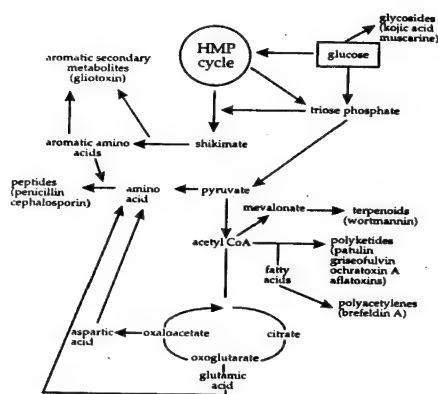 glycosides
(kojic acid
muscarine)
HMP
cycle
glucose
aromatic secondary
metabolites
(gliotoxin)
triose phosphate
aromatic amino
acids
shikimate
peptides
(penicillin
cephalosporin)
amino
acid
pyruvate
mevalonate
terpenoids
(wortmannin)
acetyl CoA
polyketides
(patulin
griseofulvin
ochratoxin A
aflatoxins)
fatty
acids
polyacetylenes
(brefeldin A)
aspartic
acid
oxaloacetate
citrate
oxoglutarate
glutamic
acid